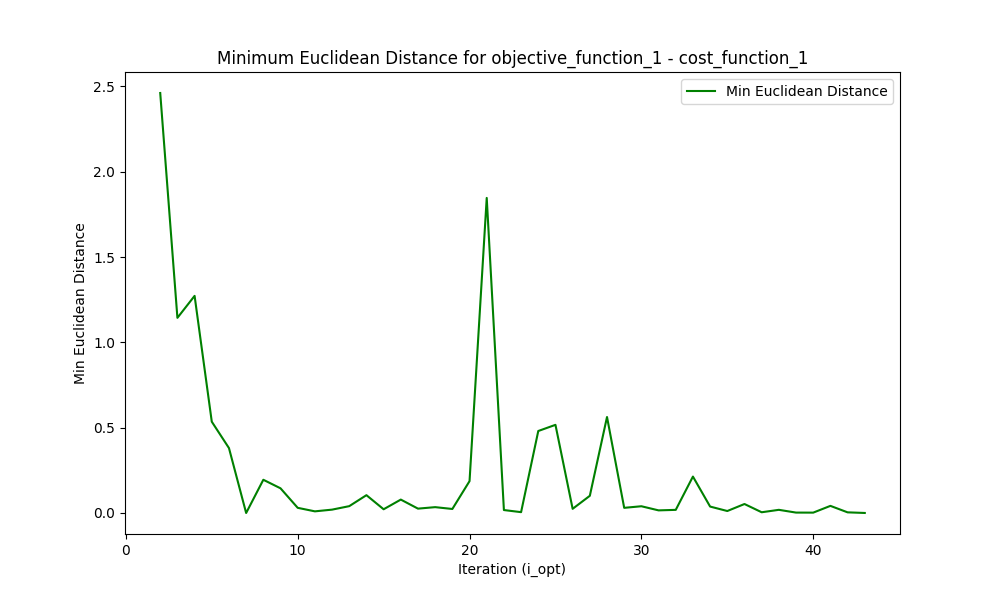 Minimum Euclidean Distance for objective_function_1 - cost_function_1
Min Euclidean Distance
2.5
2.0
1.5
1.0
0.5
0.0
Min Euclidean Distance
0
10
20
30
40
Iteration (i_opt)